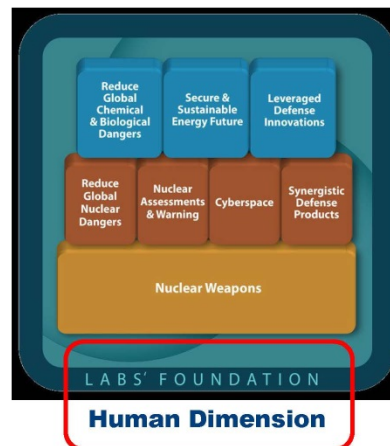 Reduce
Global
Chemical
& Biological
Dangers
Secure &
Sustainable
Energy Future
Leveraged
Defense
Innovations
Reduce
Global
Nuclear
Dangers
Nuclear
Assessments
& Warning
Cyberspace
Synergistic
Defense
Products
Nuclear Weapons
LABS' FOUNDATION
Human Dimension